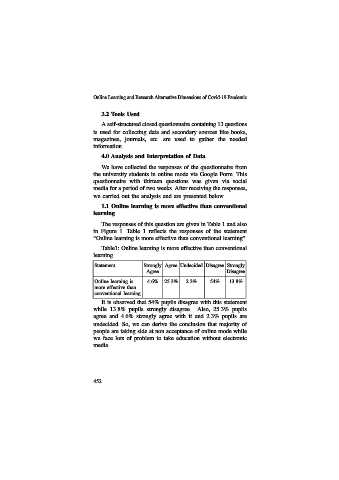 Online Learning and Research Alternative Dimensions of Covid-19 Pandemic
3.2 Tools Used
A self-structured closed questionnaire containing 13 questions
is used for collecting data and secondary sources like books,
magazines, journals, etc. are used to gather the needed
information.
4.0 Analysis and Interpretation of Data
We have collected the responses of the questionnaire from
the university students in online mode via Google Form. This
questionnaire with thirteen questions was given via social
media for a period of two weeks. After receiving the responses,
we carried out the analysis and are presented below
1.1 Online learning is more effective than conventional
learning
The responses of this question are given in Table 1 and also
in Figure 1. Table 1 reflects the responses of the statement
"Online learning is more effective than conventional learning"
Table1: Online learning is more effective than conventional
learning
Statement Strongly Agree Undecided Disagree Strongly
Agree Disagree
Online learning is 4.6% 25.3% 2.3% 54% 13.8%
more effective than
conventional learning
It is observed that 54% pupils disagree with this statement
while 13.8% pupils strongly disagree. Also, 25.3% pupils
agree and 4.6% strongly agree with it and 2.3% pupils are
undecided. So, we can derive the conclusion that majority of
people are taking side at non acceptance of online mode while
we face lots of problem to take education without electronic
media.
452